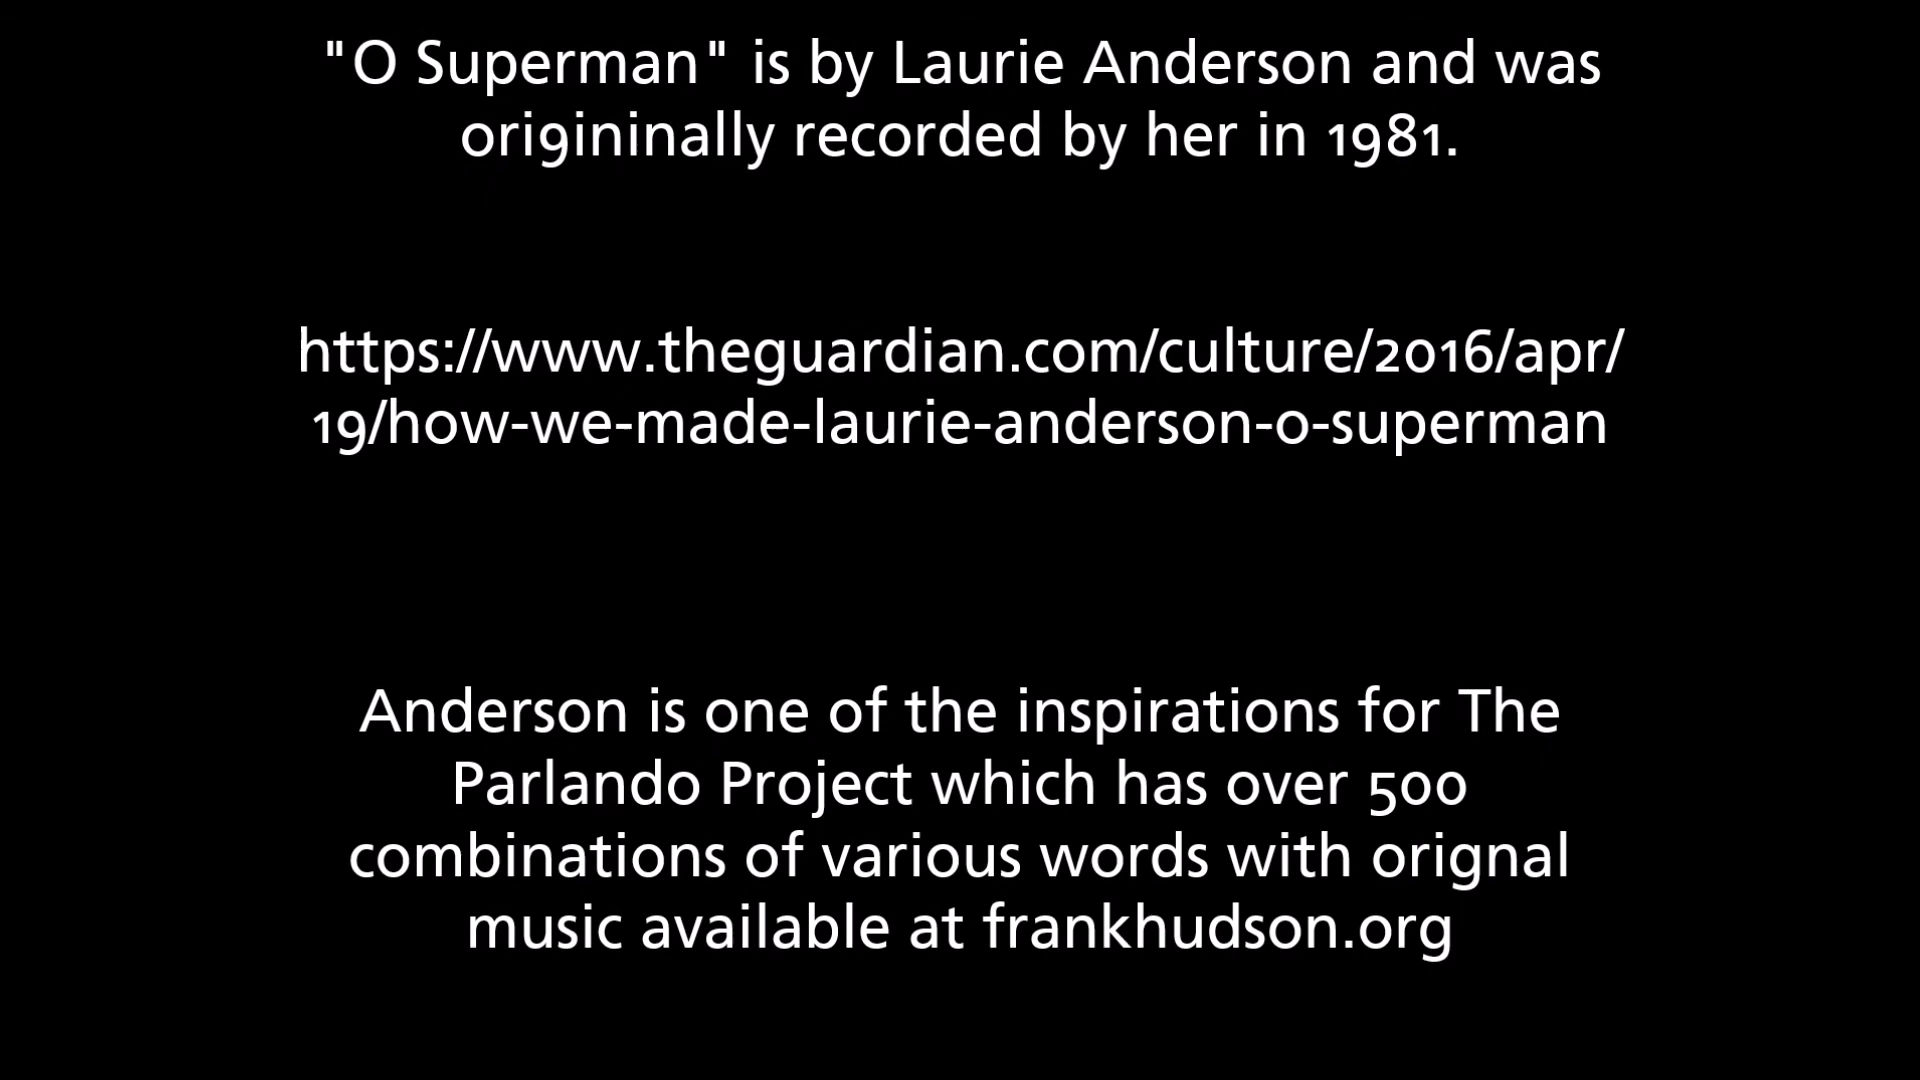 "O Superman" is by Laurie Anderson and was
origininally recorded by her in 1981.
https://www.theguardian.com/culture/2016/apr/
19/how-we-made-laurie-anderson-o-superman
Anderson is one of the inspirations for The
Parlando Project which has over 500
combinations of various words with orignal
music available at frankhudson.org